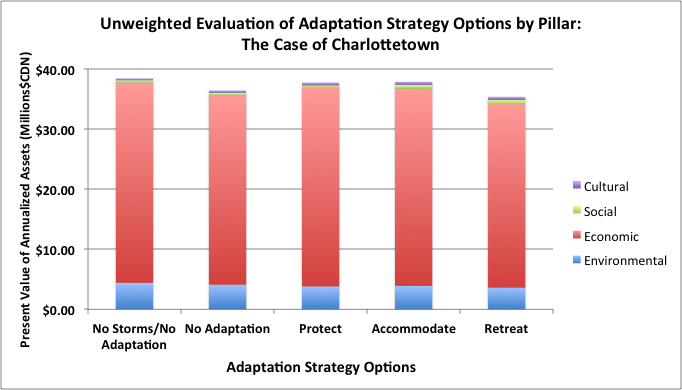 Unweighted Evaluation of Adaptation Strategy Options by Pillar:
The Case of Charlottetown
Present Value of Annualized Assets (Millions$CDN)
$40.00
$30.00
$20.00
$10.00
$0.00
No Storms/No
Adaptation
No Adaptation
Protect
Accommodate
Retreat
Adaptation Strategy Options
Cultural
Social
Economic
Environmental